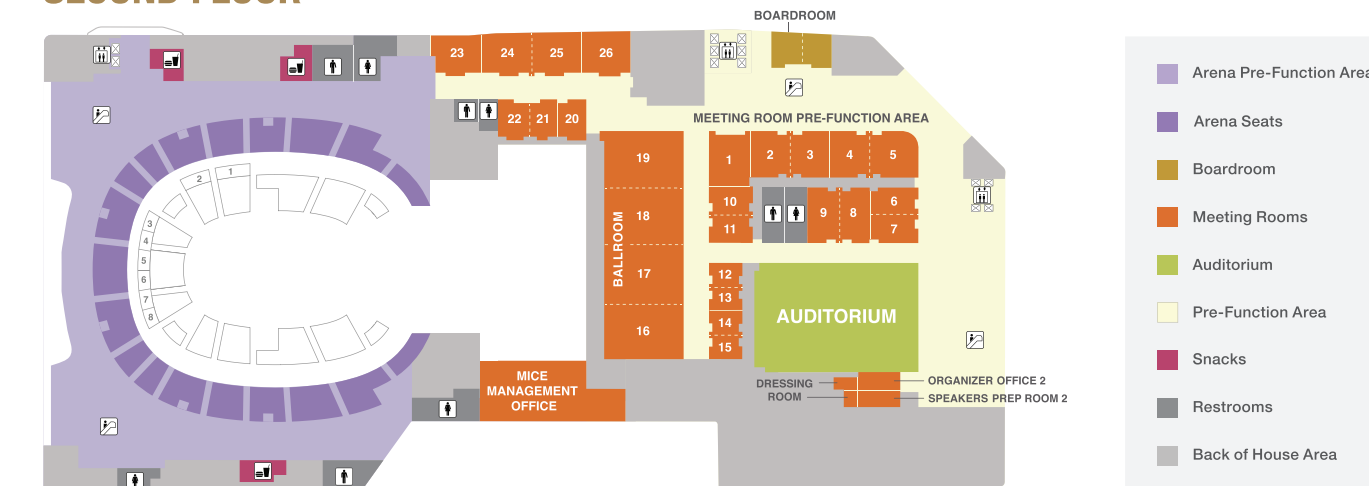 SECOND FLOOR
BOARDROOM
23 24 25 26
22 21 20
MEETING ROOM PRE-FUNCTION AREA
19
18
17
16
BALLROOM
1 2 3 4 5
10 9 8 6
11 7
12
13
14
15
AUDITORIUM
2 1
3
4
5
6
7
8
MICE
MANAGEMENT
OFFICE
DRESSING
ROOM
ORGANIZER OFFICE 2
SPEAKERS PREP ROOM 2
Arena Pre-Function Area
Arena Seats
Boardroom
Meeting Rooms
Auditorium
Pre-Function Area
Snacks
Restrooms
Back of House Area